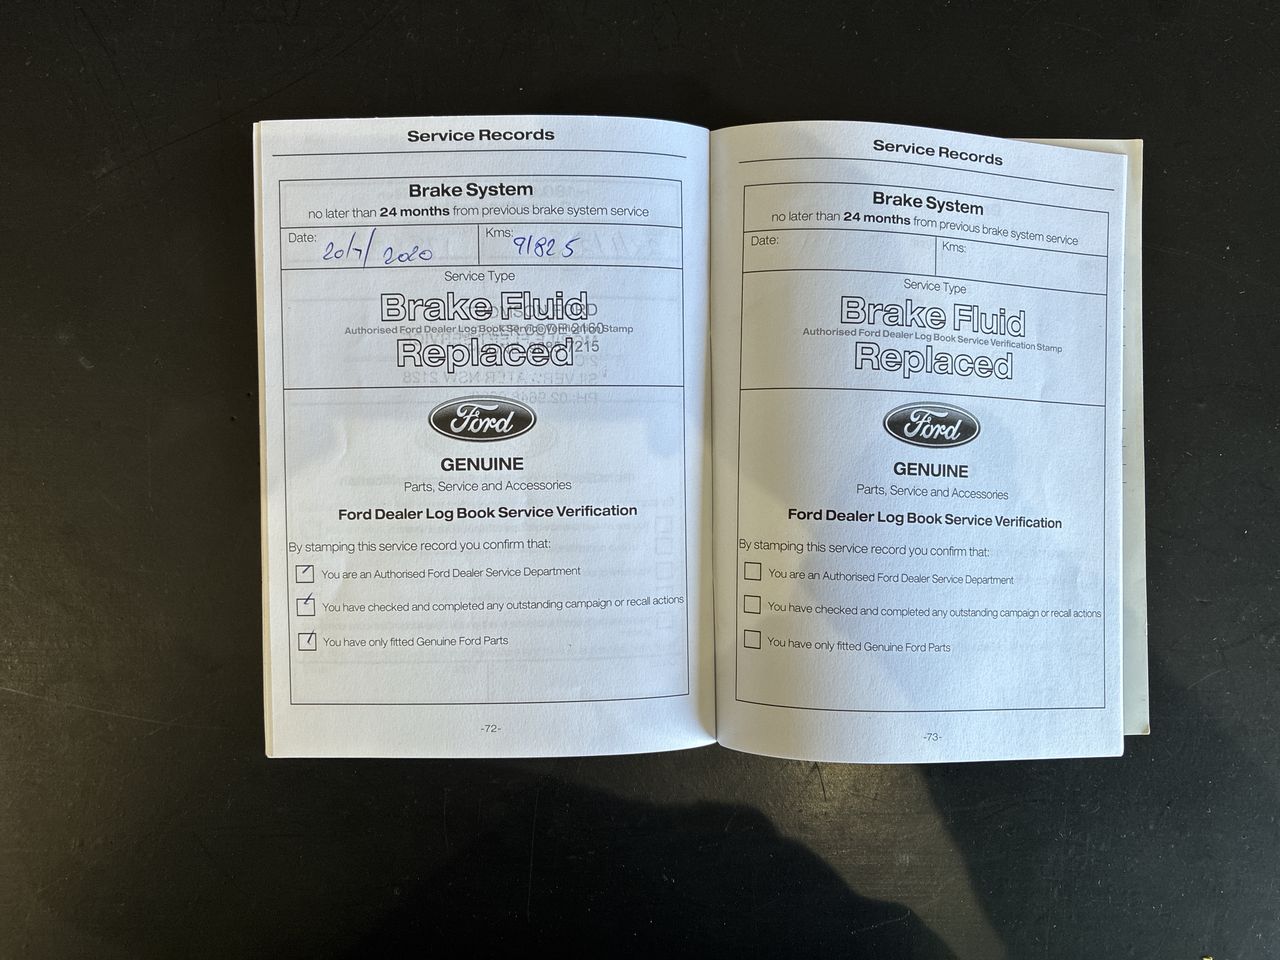 Service Records
Brake System
no later than 24 months from previous brake system service
Date: 20/7/2020
Kms: 91825
Service Type
Brake Fluid
Authorised Ford Dealer Log Book Service Verification Stamp
Replaced
Ford
GENUINE
Parts, Service and Accessories
Ford Dealer Log Book Service Verification
By stamping this service record you confirm that:
You are an Authorised Ford Dealer Service Department
You have checked and completed any outstanding campaign or recall actions
You have only fitted Genuine Ford Parts
-72-
Service Records
Brake System
no later than 24 months from previous brake system service
Date:
Kms:
Service Type
Brake Fluid
Authorised Ford Dealer Log Book Service Verification Stamp
Replaced
Ford
GENUINE
Parts, Service and Accessories
Ford Dealer Log Book Service Verification
By stamping this service record you confirm that:
You are an Authorised Ford Dealer Service Department
You have checked and completed any outstanding campaign or recall actions
You have only fitted Genuine Ford Parts
-73-